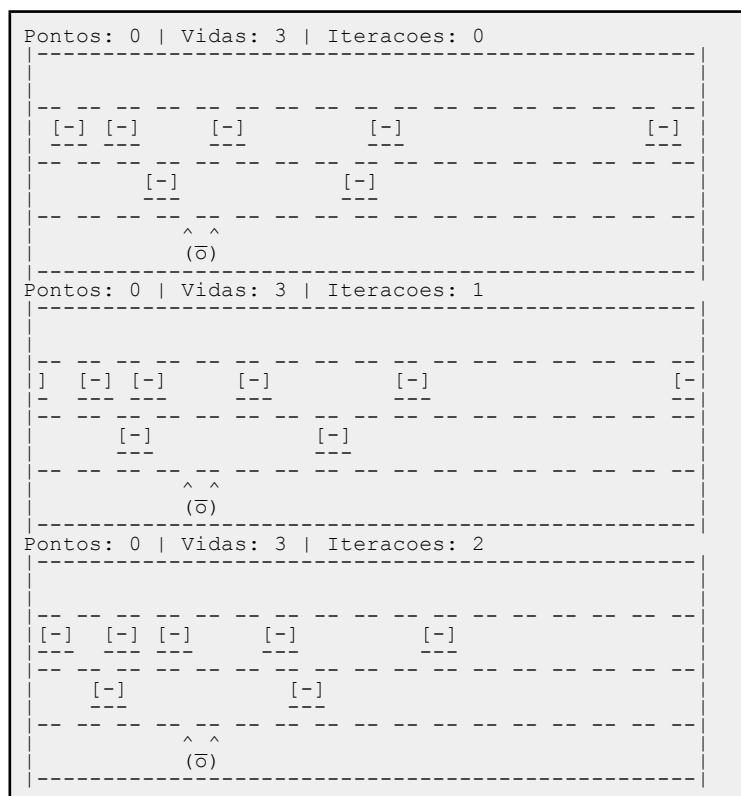 Pontos: 0 | Vidas: 3 | Iteracoes: 0
|--------------------------------------------------|
|                                                  |
|                                                  |
|-- -- -- -- -- -- -- -- -- -- -- -- -- -- -- -- --|
| [-] [-]     [-]         [-]                  [-] |
| --- ---     ---         ---                  --- |
|-- -- -- -- -- -- -- -- -- -- -- -- -- -- -- -- --|
|        [-]            [-]                        |
|        ---            ---                        |
|-- -- -- -- -- -- -- -- -- -- -- -- -- -- -- -- --|
|           ^ ^                                    |
|           (o̅)                                    |
|--------------------------------------------------|
Pontos: 0 | Vidas: 3 | Iteracoes: 1
|--------------------------------------------------|
|                                                  |
|                                                  |
|-- -- -- -- -- -- -- -- -- -- -- -- -- -- -- -- --|
|]  [-] [-]     [-]         [-]                  [-|
|-  --- ---     ---         ---                  --|
|-- -- -- -- -- -- -- -- -- -- -- -- -- -- -- -- --|
|      [-]            [-]                          |
|      ---            ---                          |
|-- -- -- -- -- -- -- -- -- -- -- -- -- -- -- -- --|
|           ^ ^                                    |
|           (o̅)                                    |
|--------------------------------------------------|
Pontos: 0 | Vidas: 3 | Iteracoes: 2
|--------------------------------------------------|
|                                                  |
|                                                  |
|-- -- -- -- -- -- -- -- -- -- -- -- -- -- -- -- --|
|[-]  [-] [-]     [-]         [-]                  |
|---  --- ---     ---         ---                  |
|-- -- -- -- -- -- -- -- -- -- -- -- -- -- -- -- --|
|    [-]            [-]                            |
|    ---            ---                            |
|-- -- -- -- -- -- -- -- -- -- -- -- -- -- -- -- --|
|           ^ ^                                    |
|           (o̅)                                    |
|--------------------------------------------------|